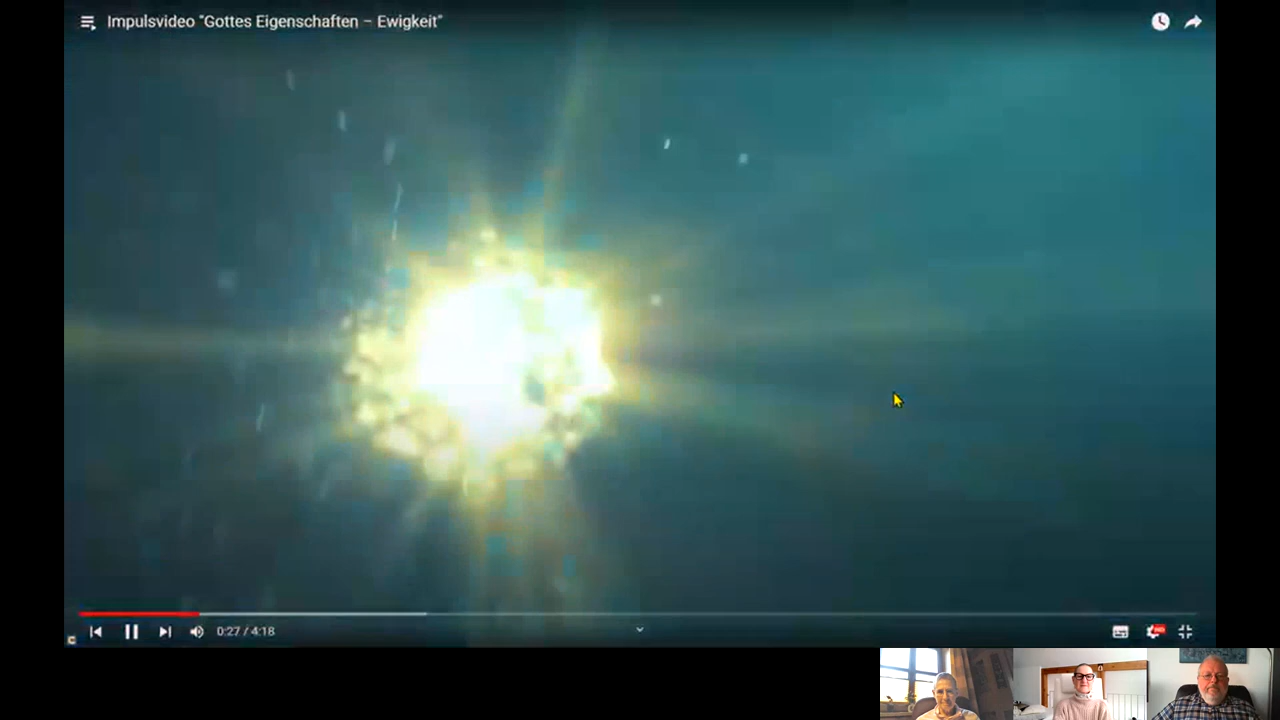 Impulsvideo "Gottes Eigenschaften – Ewigkeit"
0:27 / 4:18